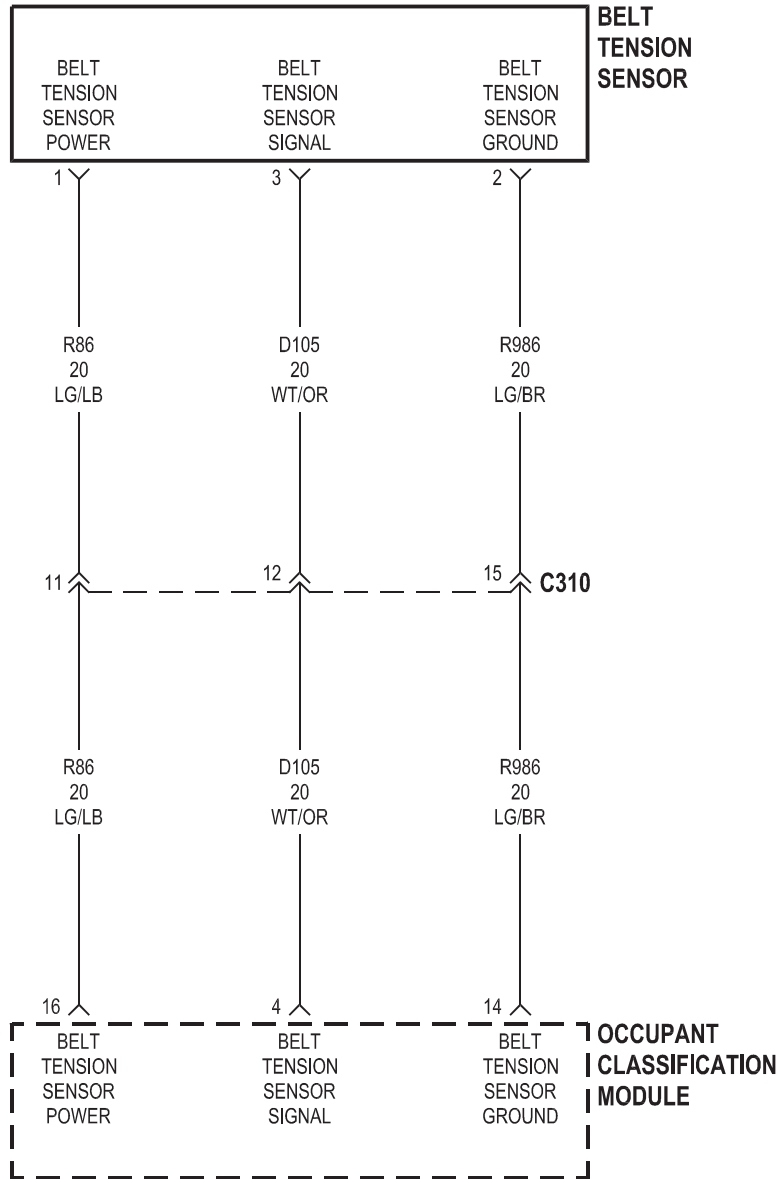 BELT
TENSION
SENSOR
BELT
TENSION
SENSOR
POWER
BELT
TENSION
SENSOR
SIGNAL
BELT
TENSION
SENSOR
GROUND
1
3
2
R86
20
LG/LB
D105
20
WT/OR
R986
20
LG/BR
11
12
15
C310
R86
20
LG/LB
D105
20
WT/OR
R986
20
LG/BR
16
4
14
BELT
TENSION
SENSOR
POWER
BELT
TENSION
SENSOR
SIGNAL
BELT
TENSION
SENSOR
GROUND
OCCUPANT
CLASSIFICATION
MODULE